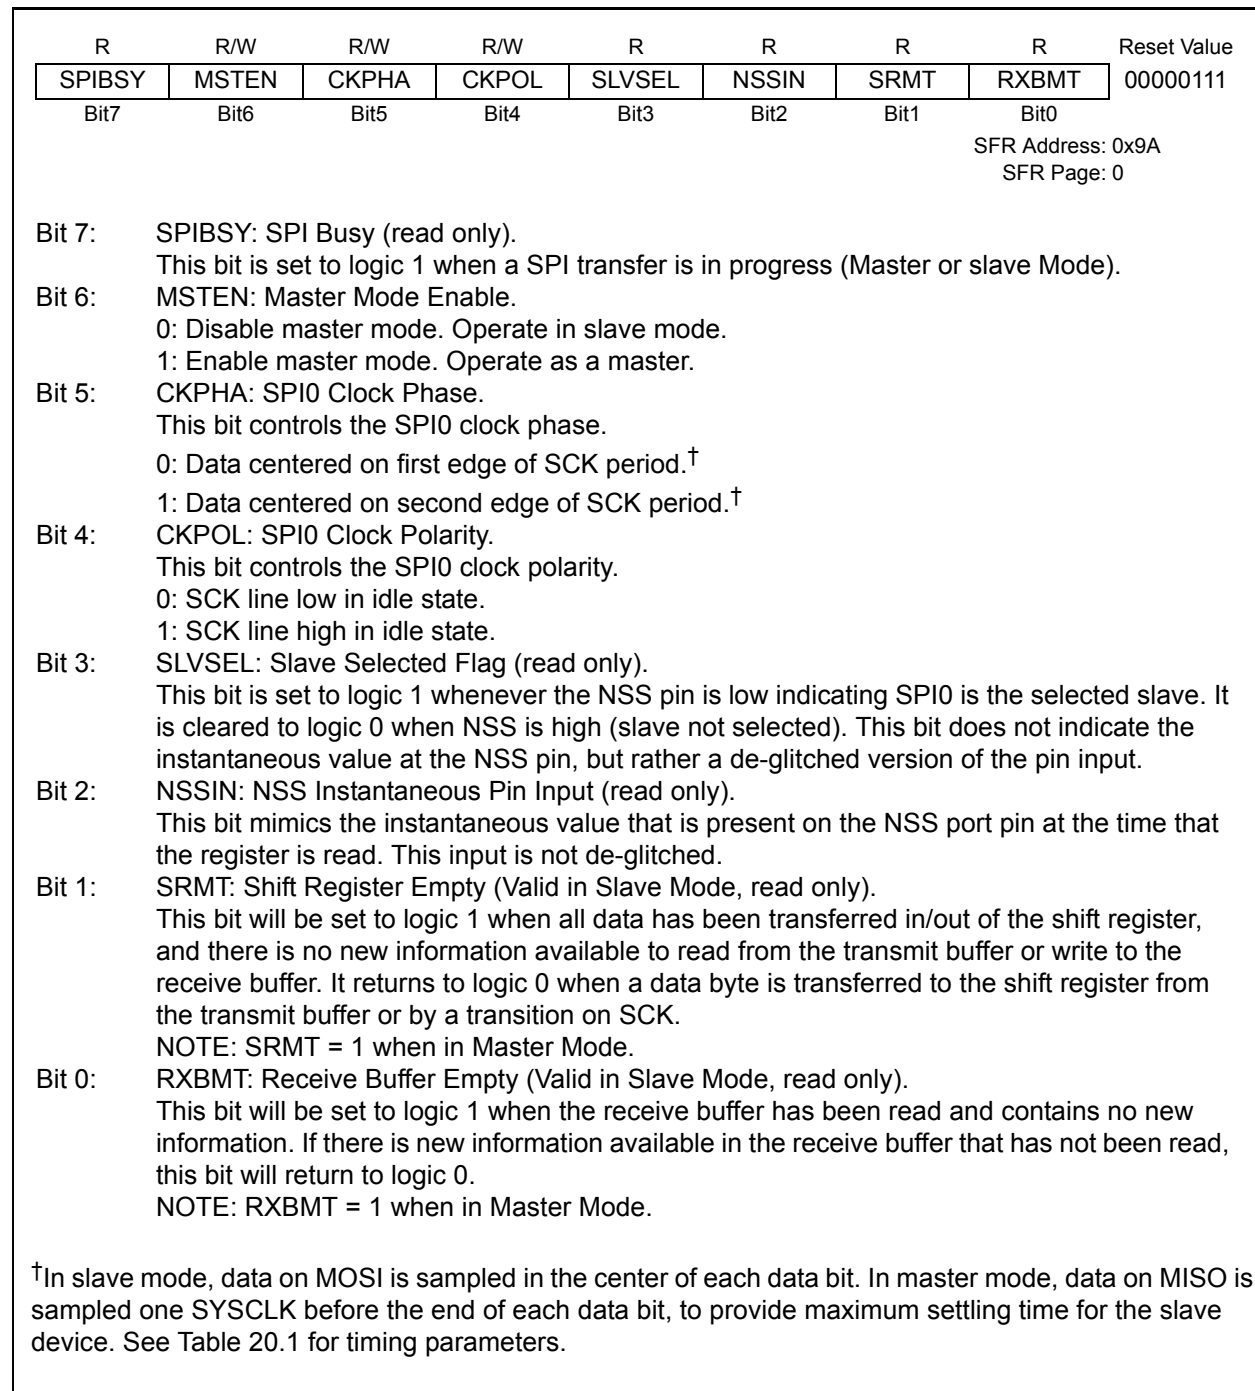 R R/W R/W R/W R R R R Reset Value
SPIBSY MSTEN CKPHA CKPOL SLVSEL NSSIN SRMT RXBMT 00000111
Bit7 Bit6 Bit5 Bit4 Bit3 Bit2 Bit1 Bit0
SFR Address: 0x9A
SFR Page: 0
Bit 7: SPIBSY: SPI Busy (read only).
This bit is set to logic 1 when a SPI transfer is in progress (Master or slave Mode).
Bit 6: MSTEN: Master Mode Enable.
0: Disable master mode. Operate in slave mode.
1: Enable master mode. Operate as a master.
Bit 5: CKPHA: SPI0 Clock Phase.
This bit controls the SPI0 clock phase.
0: Data centered on first edge of SCK period.†
1: Data centered on second edge of SCK period.†
Bit 4: CKPOL: SPI0 Clock Polarity.
This bit controls the SPI0 clock polarity.
0: SCK line low in idle state.
1: SCK line high in idle state.
Bit 3: SLVSEL: Slave Selected Flag (read only).
This bit is set to logic 1 whenever the NSS pin is low indicating SPI0 is the selected slave. It
is cleared to logic 0 when NSS is high (slave not selected). This bit does not indicate the
instantaneous value at the NSS pin, but rather a de-glitched version of the pin input.
Bit 2: NSSIN: NSS Instantaneous Pin Input (read only).
This bit mimics the instantaneous value that is present on the NSS port pin at the time that
the register is read. This input is not de-glitched.
Bit 1: SRMT: Shift Register Empty (Valid in Slave Mode, read only).
This bit will be set to logic 1 when all data has been transferred in/out of the shift register,
and there is no new information available to read from the transmit buffer or write to the
receive buffer. It returns to logic 0 when a data byte is transferred to the shift register from
the transmit buffer or by a transition on SCK.
NOTE: SRMT = 1 when in Master Mode.
Bit 0: RXBMT: Receive Buffer Empty (Valid in Slave Mode, read only).
This bit will be set to logic 1 when the receive buffer has been read and contains no new
information. If there is new information available in the receive buffer that has not been read,
this bit will return to logic 0.
NOTE: RXBMT = 1 when in Master Mode.
†In slave mode, data on MOSI is sampled in the center of each data bit. In master mode, data on MISO is
sampled one SYSCLK before the end of each data bit, to provide maximum settling time for the slave
device. See Table 20.1 for timing parameters.